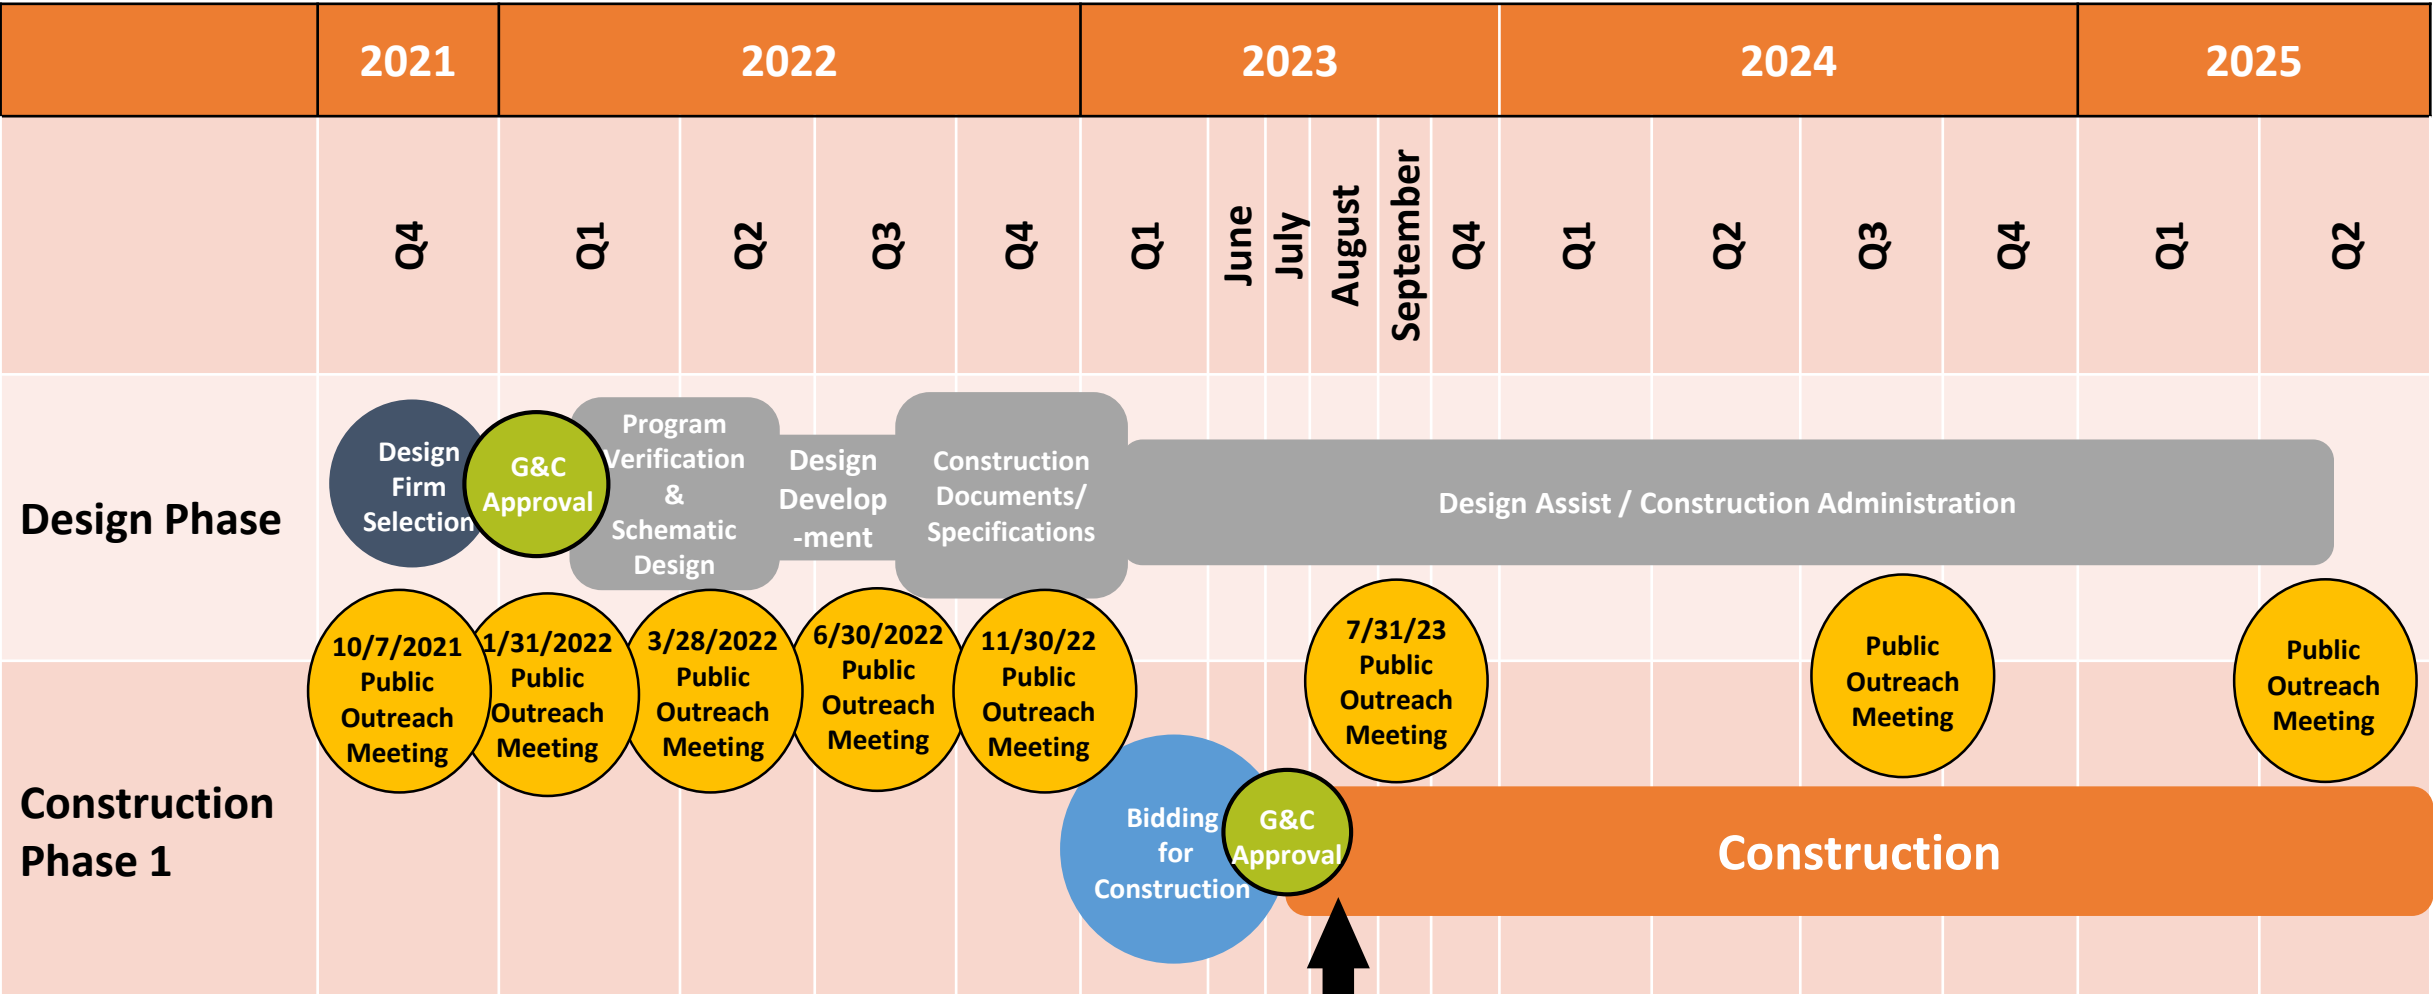 2021
2022
2023
2024
2025
Q4
Q1
Q2
Q3
Q4
Q1
June
July
August
September
Q4
Q1
Q2
Q3
Q4
Q1
Q2
Design Phase
Design
Firm
Selection
G&C
Approval
Program
Verification
&
Schematic
Design
Design
Develop
-ment
Construction
Documents/
Specifications
Design Assist / Construction Administration
10/7/2021
Public
Outreach
Meeting
1/31/2022
Public
Outreach
Meeting
3/28/2022
Public
Outreach
Meeting
6/30/2022
Public
Outreach
Meeting
11/30/22
Public
Outreach
Meeting
7/31/23
Public
Outreach
Meeting
Public
Outreach
Meeting
Public
Outreach
Meeting
Construction
Phase 1
Bidding
for
Construction
G&C
Approval
Construction